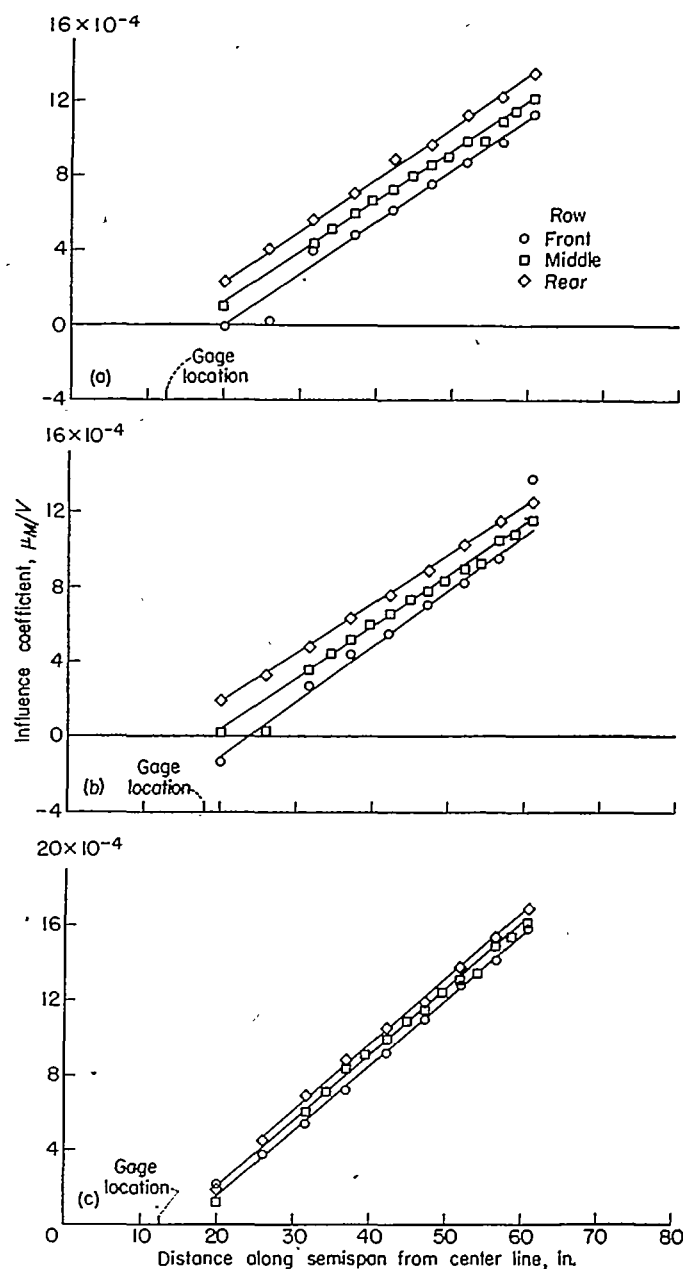 16×10-4
12
8
4
0
-4
Row
Front
Middle
Rear
Gage
location
(a)
16×10-4
12
8
4
0
-4
Influence coefficient, μM/V
Gage
location
(b)
20×10-4
16
12
8
4
0
Gage
location
(c)
10 20 30 40 50 60 70 80
Distance along semispan from center line, in.